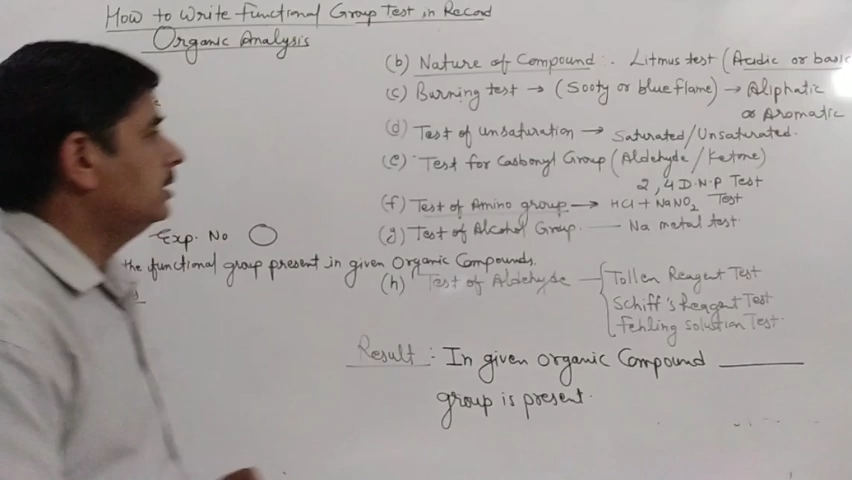 How to write functional Group Test in Record
Organic Analysis
(b) Nature of Compound :- Litmus test (Acidic or basic
(c) Burning test → (Sooty or blue flame) → Aliphatic
or Aromatic
(d) Test of unsaturation → Saturated/Unsaturated.
(e) Test for Carbonyl Group (Aldehyde / Ketone)
2,4 D.N.P Test
(f) Test of Amino group → HCl + NaNO2 Test
(g) Test of Alcohol Group. — Na metal test.
Exp. No
the functional group present in given Organic Compounds.
(h) Test of Aldehyde — { Tollen Reagent Test
Schiff's Reagent Test
Fehling solution Test.
Result : In given organic Compound ______
group is present.